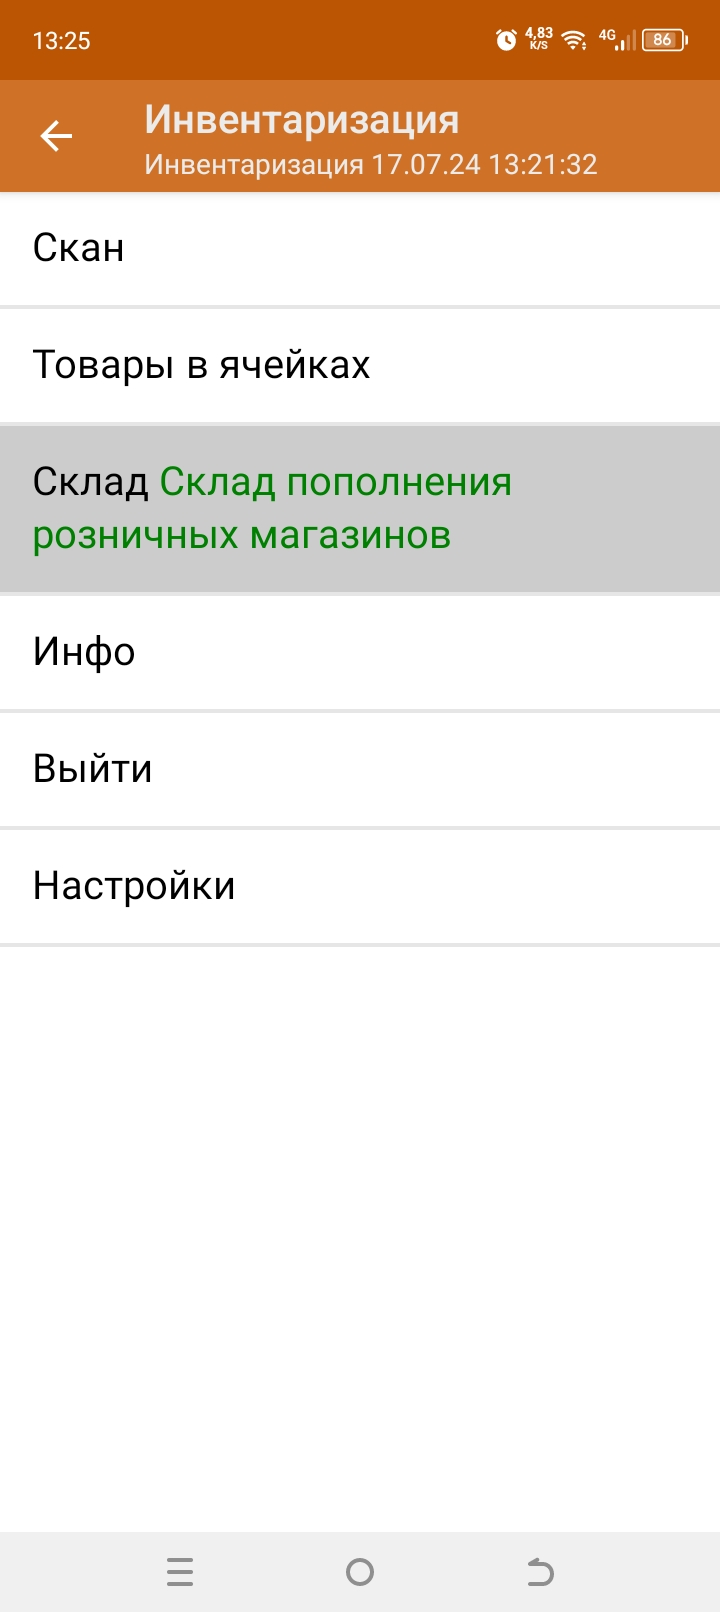 13:25
4,83
K/S
4G
86
Инвентаризация
Инвентаризация 17.07.24 13:21:32
Скан
Товары в ячейках
Склад Склад пополнения
розничных магазинов
Инфо
Выйти
Настройки